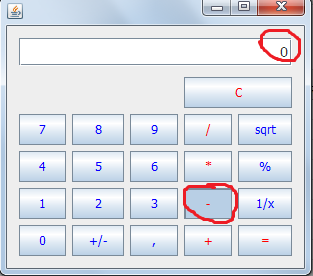 0
C
7 8 9 / sqrt
4 5 6 * %
1 2 3 - 1/x
0 +/- , + =